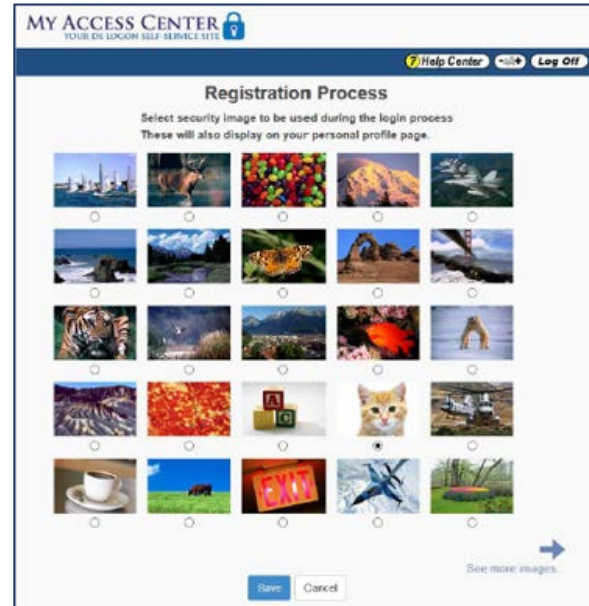 MY ACCESS CENTER
YOUR DS LOGON SELF-SERVICE SITE
? Help Center -aA+ Log Off
Registration Process
Select security image to be used during the login process
These will also display on your personal profile page.
A C
EXIT
See more images...
Save Cancel